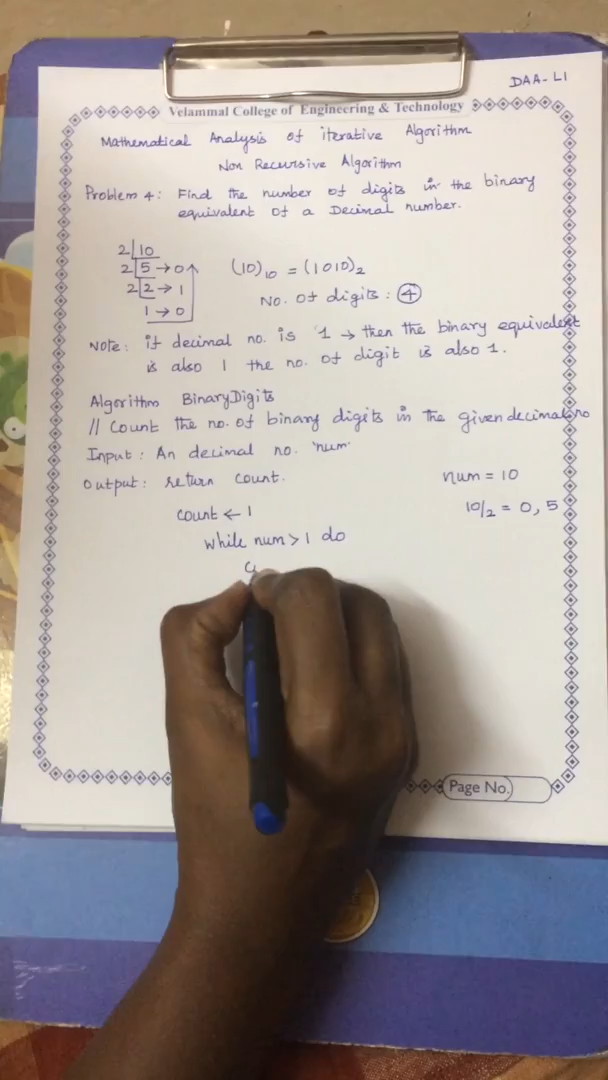 DAA-L1
Velammal College of Engineering & Technology
Mathematical Analysis of iterative Algorithm
Non Recursive Algorithm
Problem 4: Find the number of digits in the binary
equivalent of a Decimal number.
2 10
2 5 → 0
2 2 → 1
1 → 0
(10)10 = (1010)2
No. of digits: 4
Note: if decimal no. is '1 → then the binary equivalent
is also 1 the no. of digit is also 1.
Algorithm BinaryDigits
// Count the no. of binary digits in the given decimal no
Input: An decimal no. 'num'
Output: return count.
num = 10
10/2 = 0, 5
count ← 1
while num > 1 do
Page No.